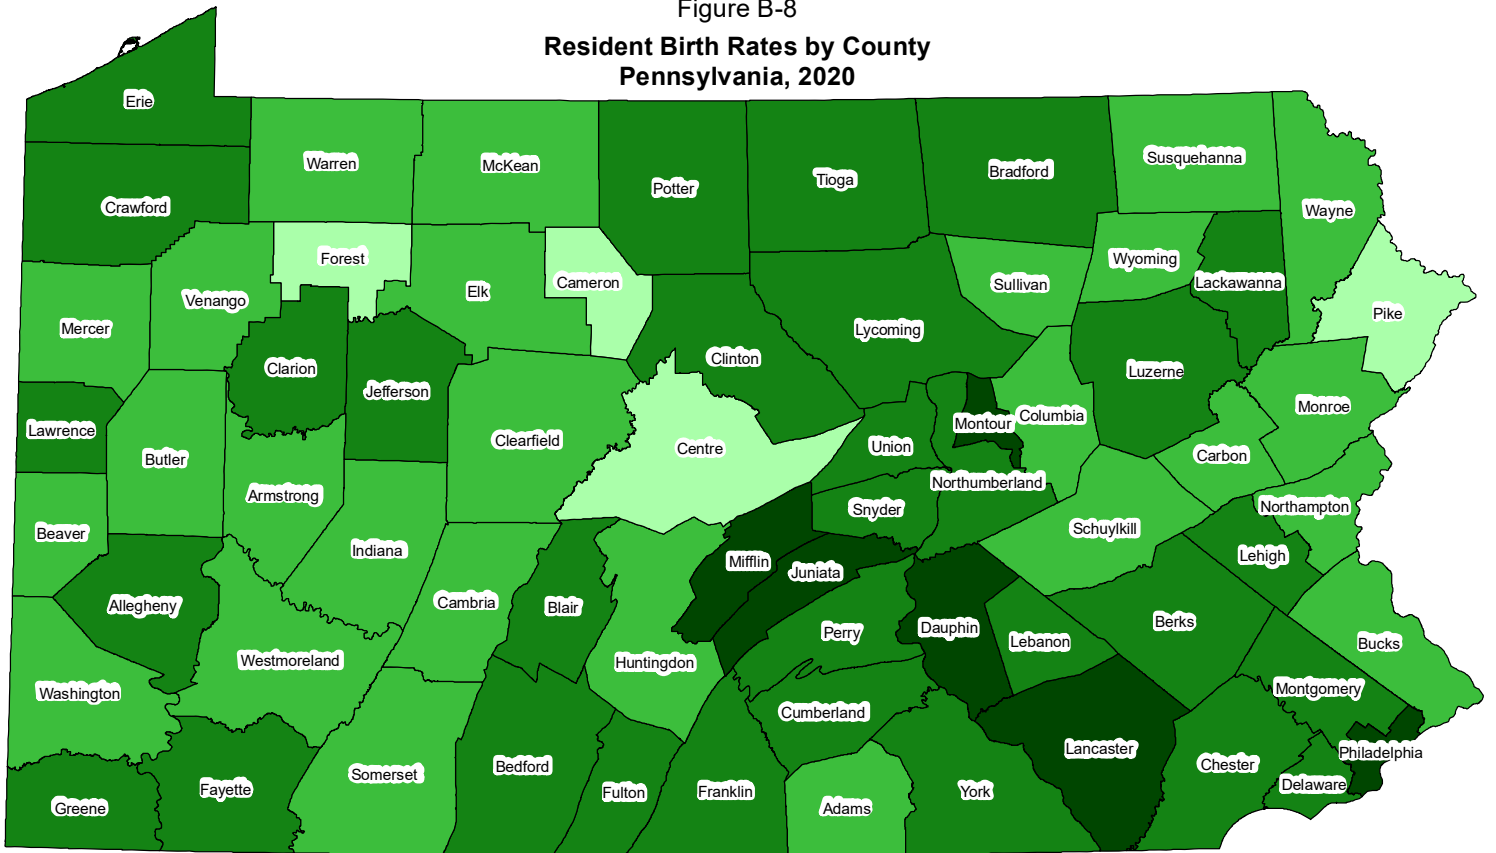 Figure B-8
Resident Birth Rates by County
Pennsylvania, 2020
Erie
Warren
McKean
Susquehanna
Bradford
Tioga
Potter
Crawford
Wayne
Forest
Wyoming
Cameron
Lackawanna
Sullivan
Elk
Venango
Pike
Mercer
Lycoming
Clinton
Clarion
Luzerne
Jefferson
Monroe
Columbia
Montour
Lawrence
Clearfield
Union
Centre
Carbon
Butler
Northumberland
Armstrong
Northampton
Snyder
Schuylkill
Beaver
Indiana
Lehigh
Mifflin
Juniata
Cambria
Allegheny
Blair
Berks
Dauphin
Perry
Lebanon
Bucks
Westmoreland
Huntingdon
Montgomery
Washington
Cumberland
Lancaster
Philadelphia
Chester
Bedford
Somerset
Delaware
Fayette
Franklin
Fulton
York
Greene
Adams